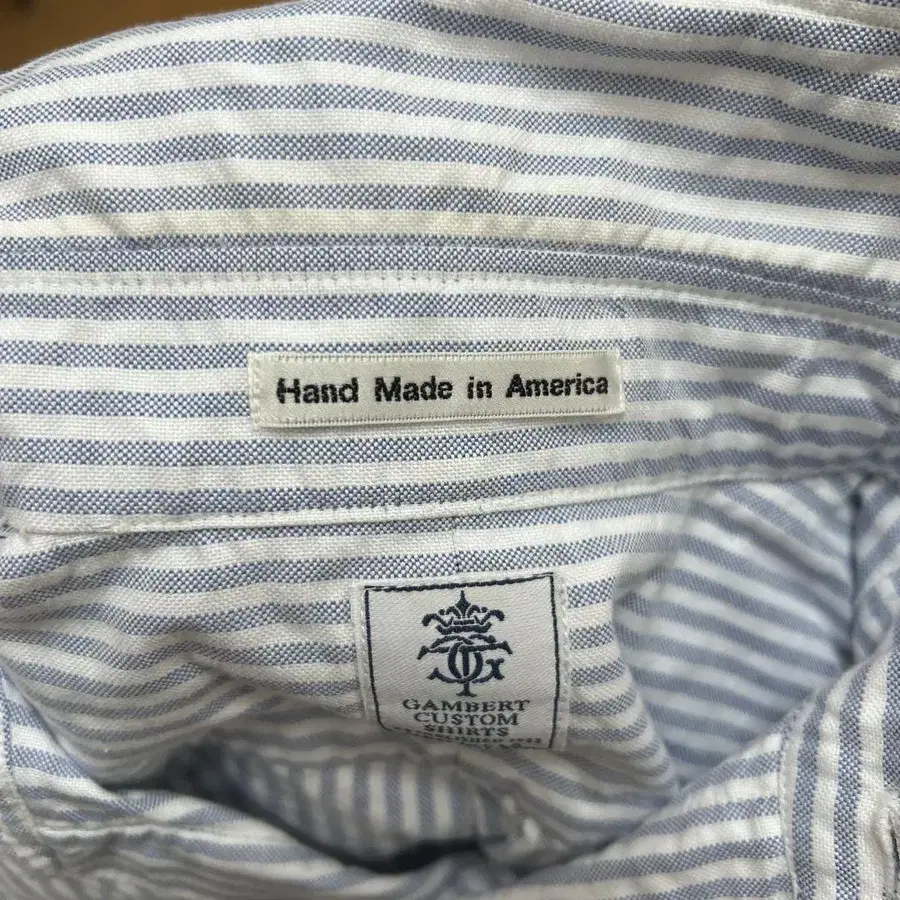 Hand Made in America
GAMBERT
CUSTOM
SHIRTS